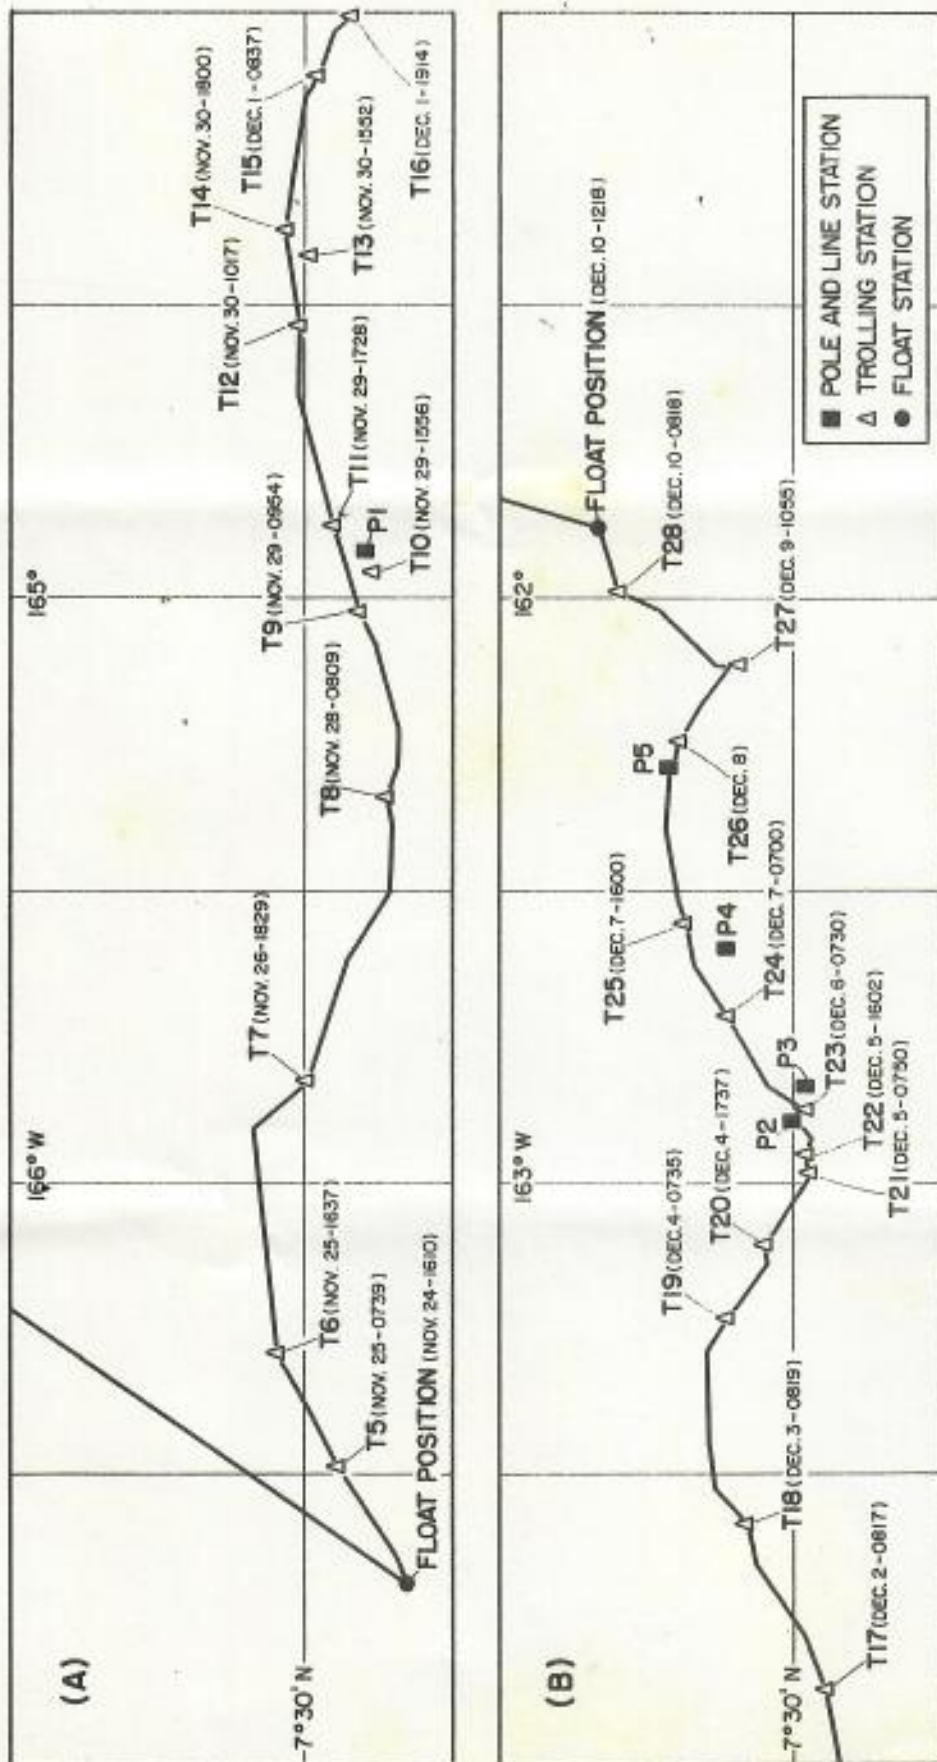 (A)
166° W
165°
7°30' N
FLOAT POSITION (NOV. 24-1610)
T5 (NOV. 25-0739)
T6 (NOV. 25-1637)
T7 (NOV. 26-1829)
T8 (NOV. 28-0809)
T9 (NOV. 29-0954)
T10 (NOV. 29-1556)
P1
T11 (NOV. 29-1728)
T12 (NOV. 30-1017)
T13 (NOV. 30-1552)
T14 (NOV. 30-1800)
T15 (DEC. 1-0837)
T16 (DEC. 1-1914)
(B)
163° W
162°
7°30' N
T17 (DEC. 2-0817)
T18 (DEC. 3-0819)
T19 (DEC. 4-0735)
T20 (DEC. 4-1737)
T21 (DEC. 5-0750)
T22 (DEC. 5-1602)
P2
T23 (DEC. 6-0730)
P3
T24 (DEC. 7-0700)
P4
T25 (DEC. 7-1600)
P5
T26 (DEC. 8)
T27 (DEC. 9-1055)
T28 (DEC. 10-0818)
FLOAT POSITION (DEC. 10-1218)
POLE AND LINE STATION
TROLLING STATION
FLOAT STATION